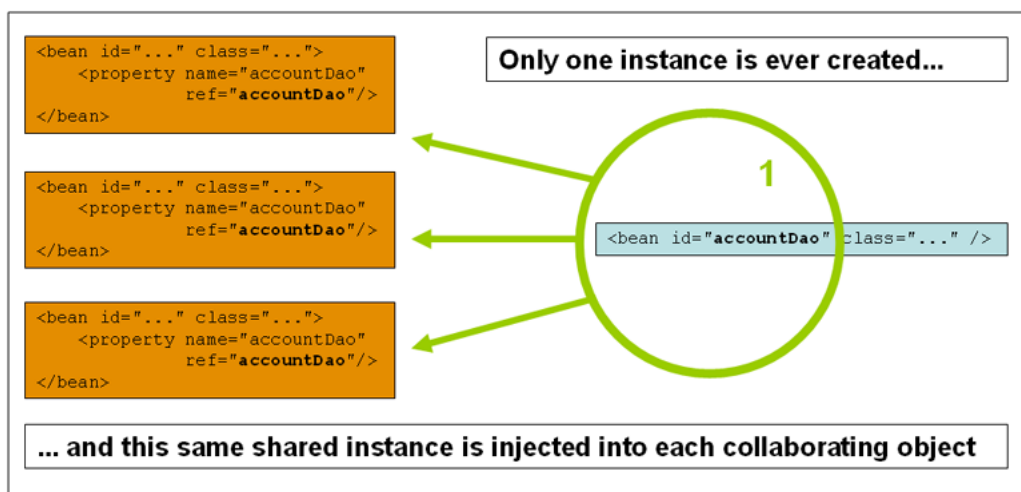 <bean id="..." class="...">
<property name="accountDao"
ref="accountDao"/>
</bean>
Only one instance is ever created...
1
<bean id="..." class="...">
<property name="accountDao"
ref="accountDao"/>
</bean>
<bean id="accountDao" class="..." />
<bean id="..." class="...">
<property name="accountDao"
ref="accountDao"/>
</bean>
... and this same shared instance is injected into each collaborating object